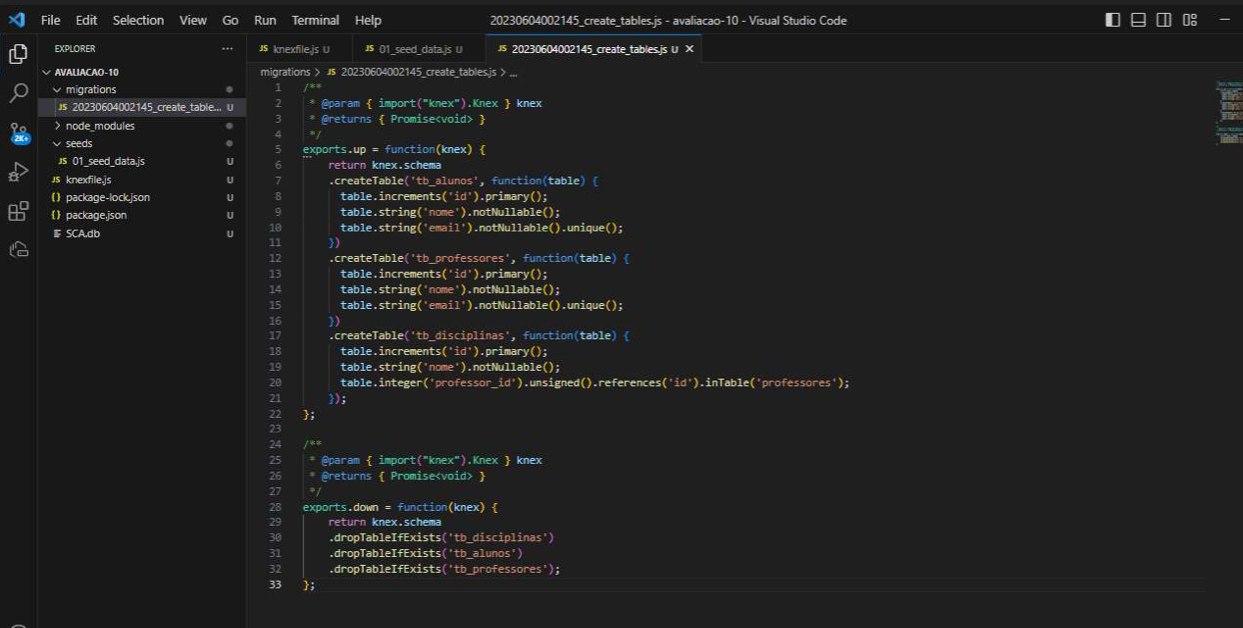 File Edit Selection View Go Run Terminal Help 20230604002145_create_tables.js - avaliacao-10 - Visual Studio Code
EXPLORER ...
JS knexfile.js U JS 01_seed_data.js U JS 20230604002145_create_tables.js U ×
AVALIACAO-10
migrations
JS 20230604002145_create_table... U
node_modules
seeds
JS 01_seed_data.js U
JS knexfile.js U
{} package-lock.json U
{} package.json U
SCA.db U
2K+
migrations > JS 20230604002145_create_tables.js > ...
1 /**
2  * @param { import("knex").Knex } knex
3  * @returns { Promise<void> }
4  */
5 exports.up = function(knex) {
6     return knex.schema
7     .createTable('tb_alunos', function(table) {
8       table.increments('id').primary();
9       table.string('nome').notNullable();
10       table.string('email').notNullable().unique();
11     })
12     .createTable('tb_professores', function(table) {
13       table.increments('id').primary();
14       table.string('nome').notNullable();
15       table.string('email').notNullable().unique();
16     })
17     .createTable('tb_disciplinas', function(table) {
18       table.increments('id').primary();
19       table.string('nome').notNullable();
20       table.integer('professor_id').unsigned().references('id').inTable('professores');
21     });
22 };
23
24 /**
25  * @param { import("knex").Knex } knex
26  * @returns { Promise<void> }
27  */
28 exports.down = function(knex) {
29     return knex.schema
30     .dropTableIfExists('tb_disciplinas')
31     .dropTableIfExists('tb_alunos')
32     .dropTableIfExists('tb_professores');
33 };